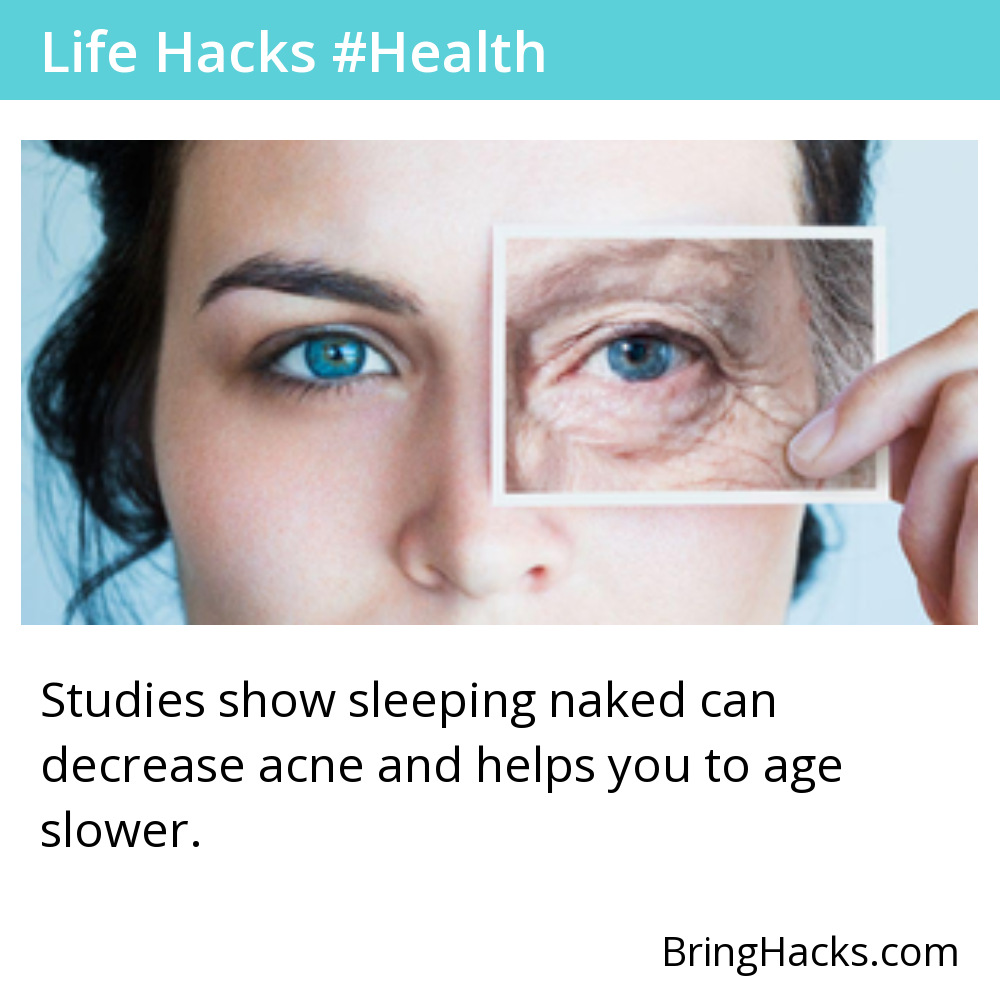 Life Hacks #Health
Studies show sleeping naked can
decrease acne and helps you to age
slower.
BringHacks.com